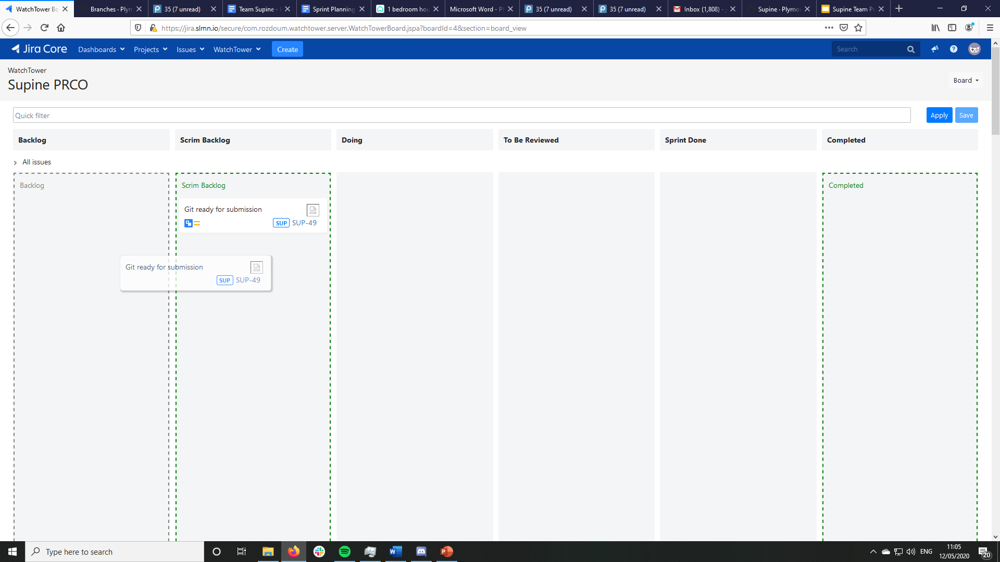 WatchTower Bo
Branches · Plym
35 (7 unread)
Team Supine -
Sprint Planning
1 bedroom hou
Microsoft Word - P
35 (7 unread)
35 (7 unread)
Inbox (1,808) -
Supine · Plymo
Supine Team P
https://jira.slmn.io/secure/com.rozdoum.watchtower.server.WatchTowerBoard.jspa?boardId=4&section=board_view
Jira Core
Dashboards
Projects
Issues
WatchTower
Create
Search
WatchTower
Supine PRCO
Board
Quick filter
Apply
Save
Backlog
Scrim Backlog
Doing
To Be Reviewed
Sprint Done
Completed
All issues
Backlog
Scrim Backlog
Completed
Git ready for submission
SUP SUP-49
Git ready for submission
SUP SUP-49
Type here to search
ENG
11:05
12/05/2020
20